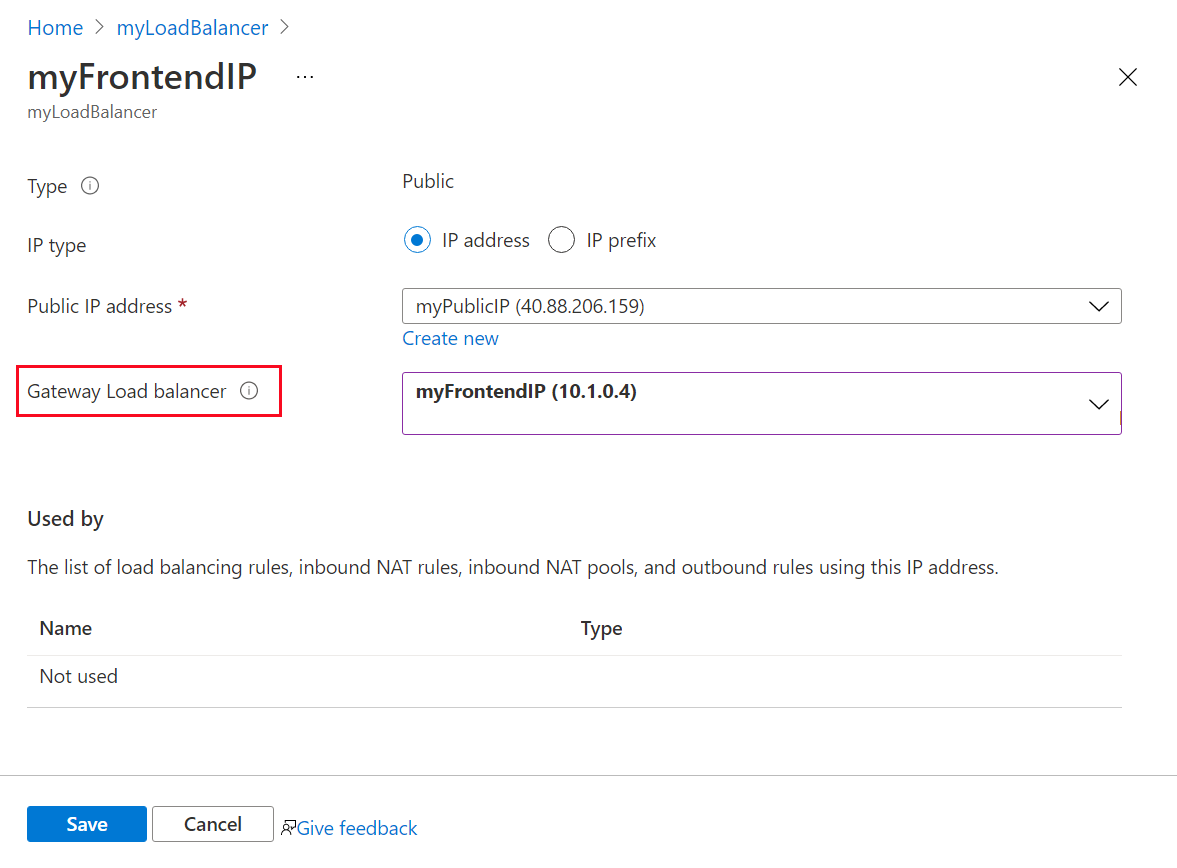 Home > myLoadBalancer >
myFrontendIP ...
myLoadBalancer
Type Public
IP type IP address IP prefix
Public IP address * myPublicIP (40.88.206.159)
Create new
Gateway Load balancer myFrontendIP (10.1.0.4)
Used by
The list of load balancing rules, inbound NAT rules, inbound NAT pools, and outbound rules using this IP address.
Name Type
Not used
Save Cancel Give feedback